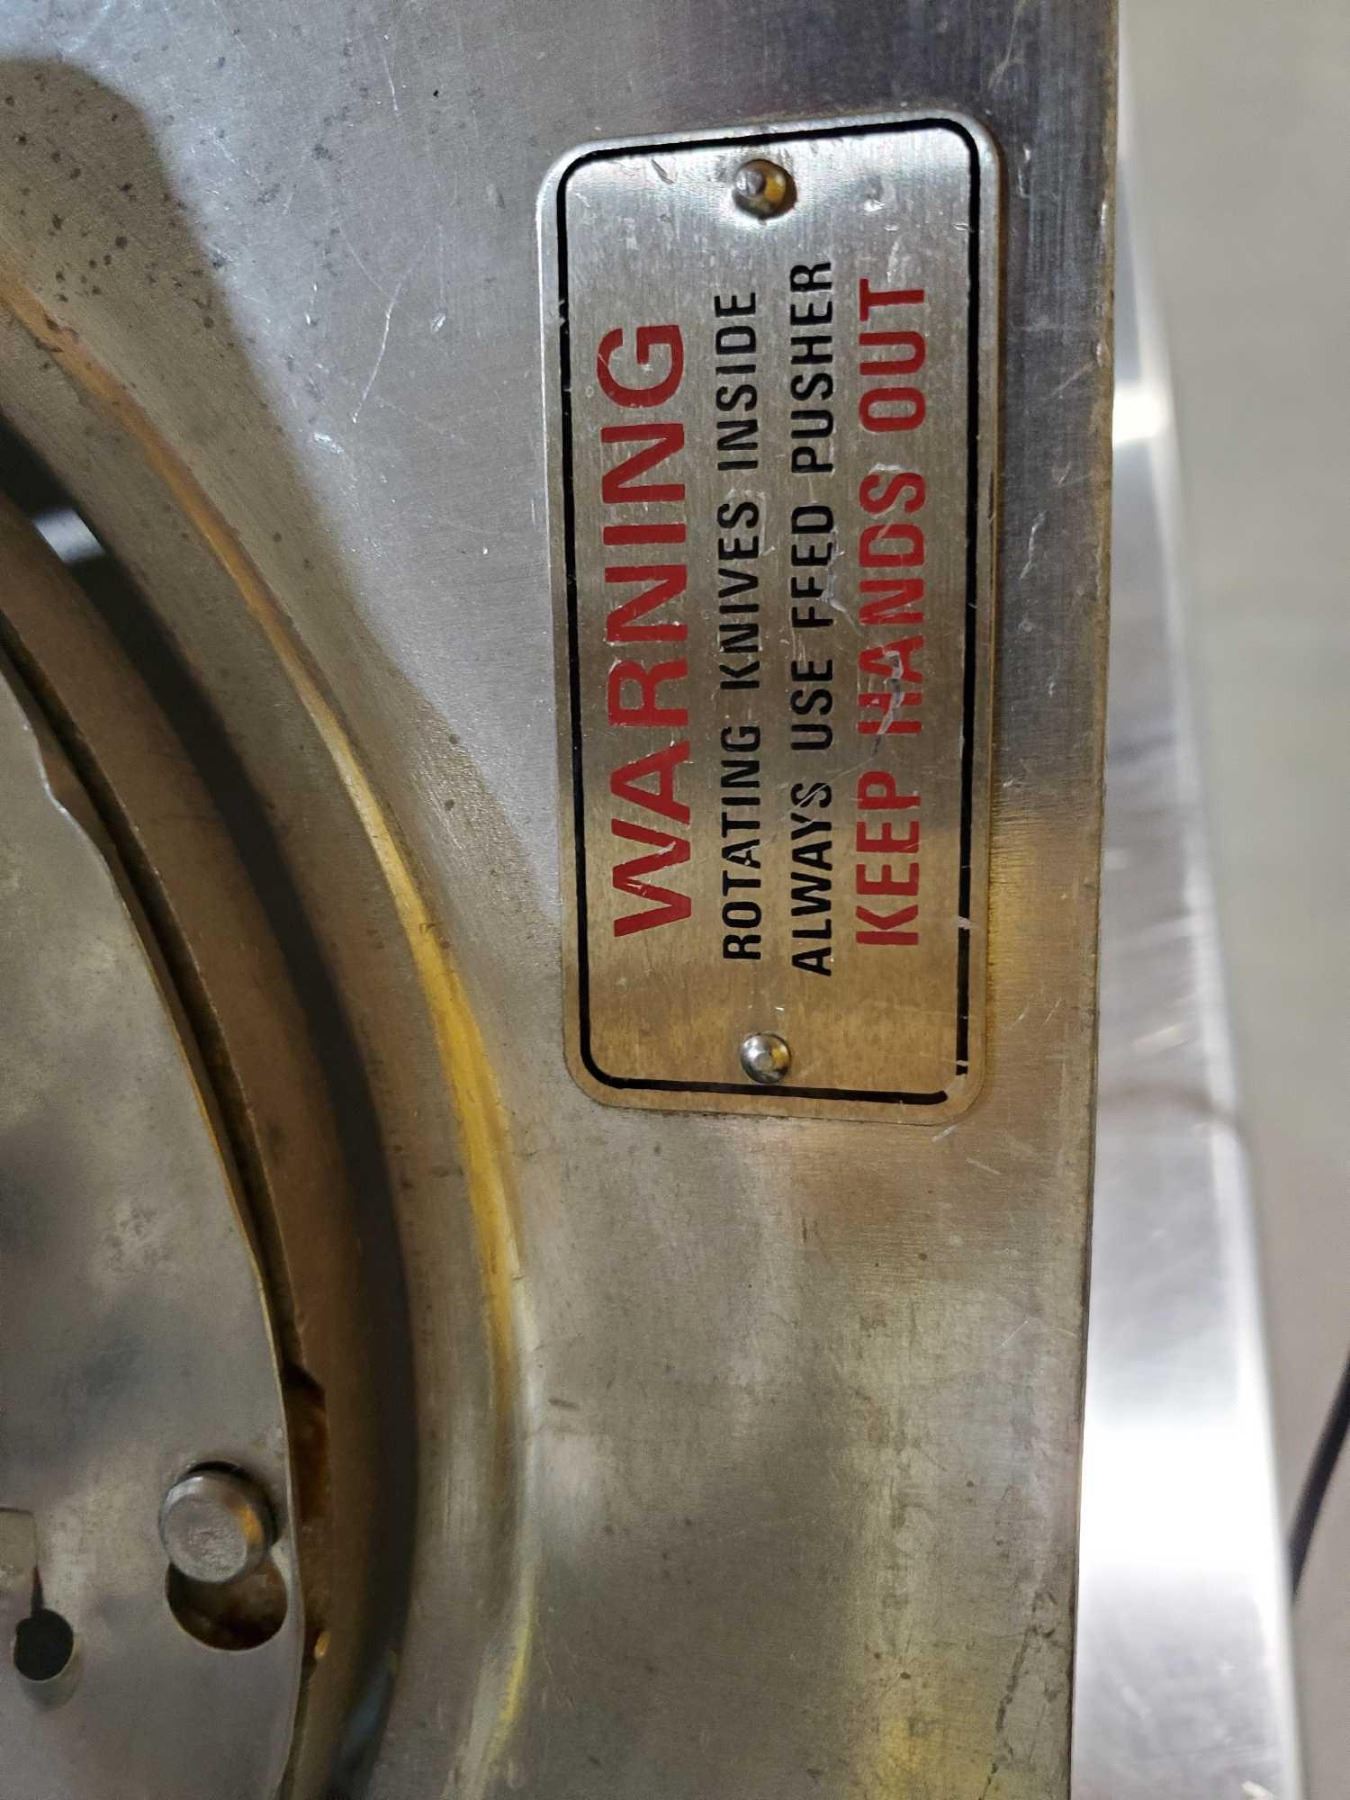 WARNING
ROTATING KNIVES INSIDE
ALWAYS USE FEED PUSHER
KEEP HANDS OUT